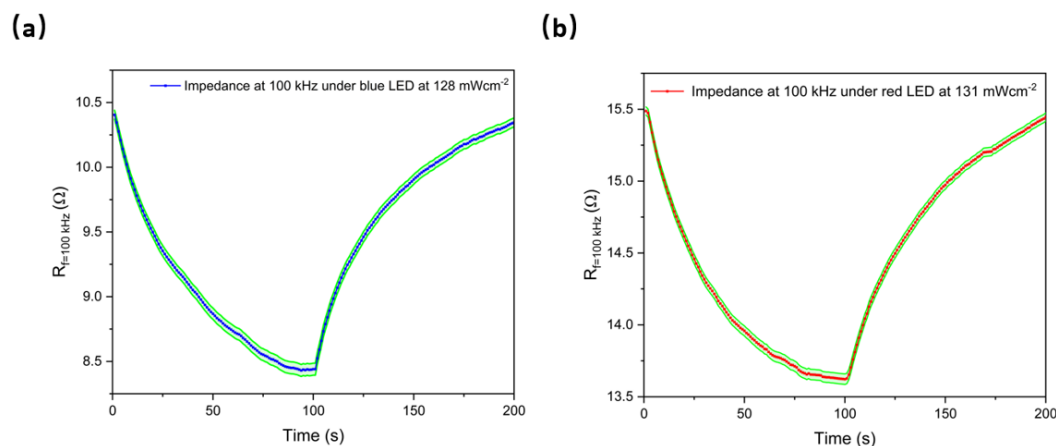 (a)
Impedance at 100 kHz under blue LED at 128 mWcm⁻²
10.5
10.0
9.5
9.0
8.5
R_f=100 kHz (Ω)
0
50
100
150
200
Time (s)
(b)
Impedance at 100 kHz under red LED at 131 mWcm⁻²
15.5
15.0
14.5
14.0
13.5
R_f=100 kHz (Ω)
0
50
100
150
200
Time (s)